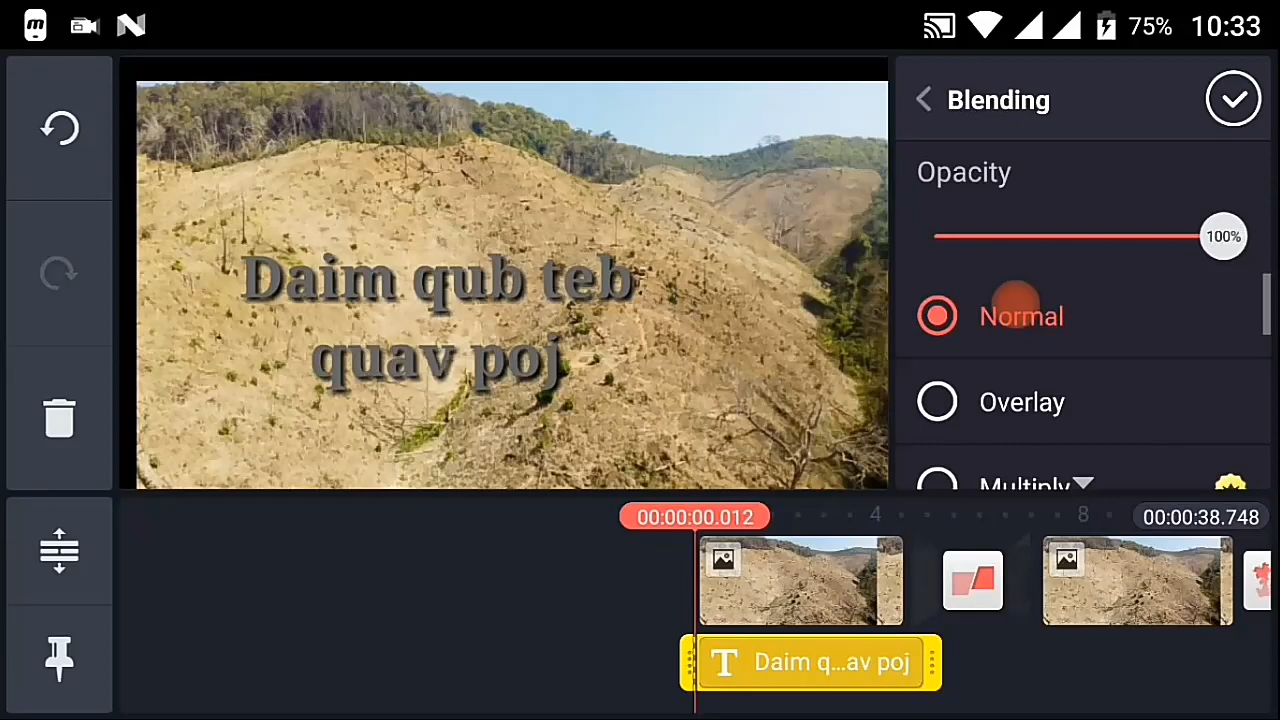 75% 10:33
Blending
Opacity
100%
Normal
Overlay
Multiply
Daim qub teb
quav poj
00:00:00.012
4
8
00:00:38.748
T Daim q...av poj